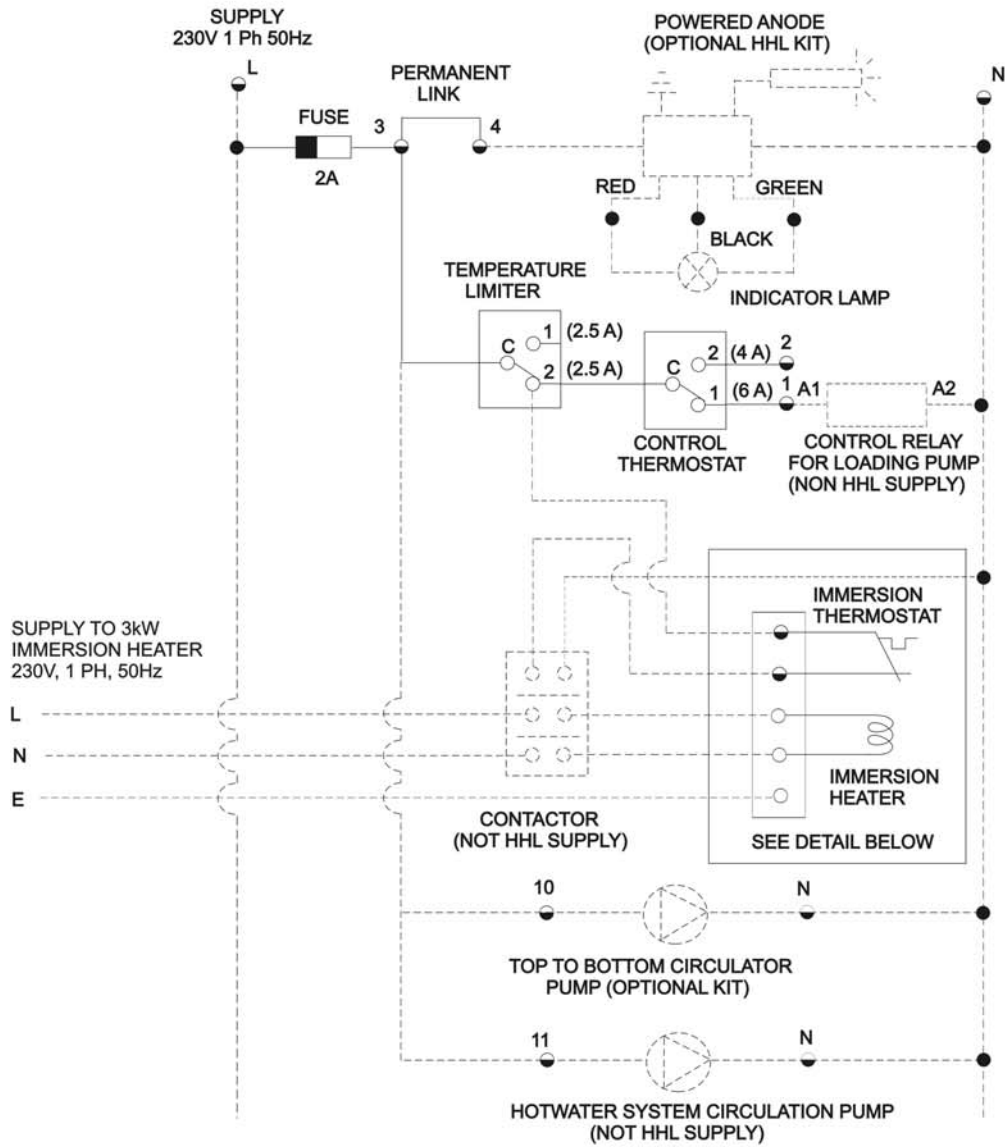 SUPPLY
230V 1 Ph 50Hz
L
POWERED ANODE
(OPTIONAL HHL KIT)
N
PERMANENT
LINK
FUSE
3
4
2A
RED
GREEN
BLACK
INDICATOR LAMP
TEMPERATURE
LIMITER
1
(2.5 A)
C
2
(2.5 A)
2
(4 A)
2
C
1
(6 A)
1
A1
A2
CONTROL
THERMOSTAT
CONTROL RELAY
FOR LOADING PUMP
(NON HHL SUPPLY)
IMMERSION
THERMOSTAT
SUPPLY TO 3kW
IMMERSION HEATER
230V, 1 PH, 50Hz
L
N
E
IMMERSION
HEATER
CONTACTOR
(NOT HHL SUPPLY)
SEE DETAIL BELOW
10
N
TOP TO BOTTOM CIRCULATOR
PUMP (OPTIONAL KIT)
11
N
HOTWATER SYSTEM CIRCULATION PUMP
(NOT HHL SUPPLY)